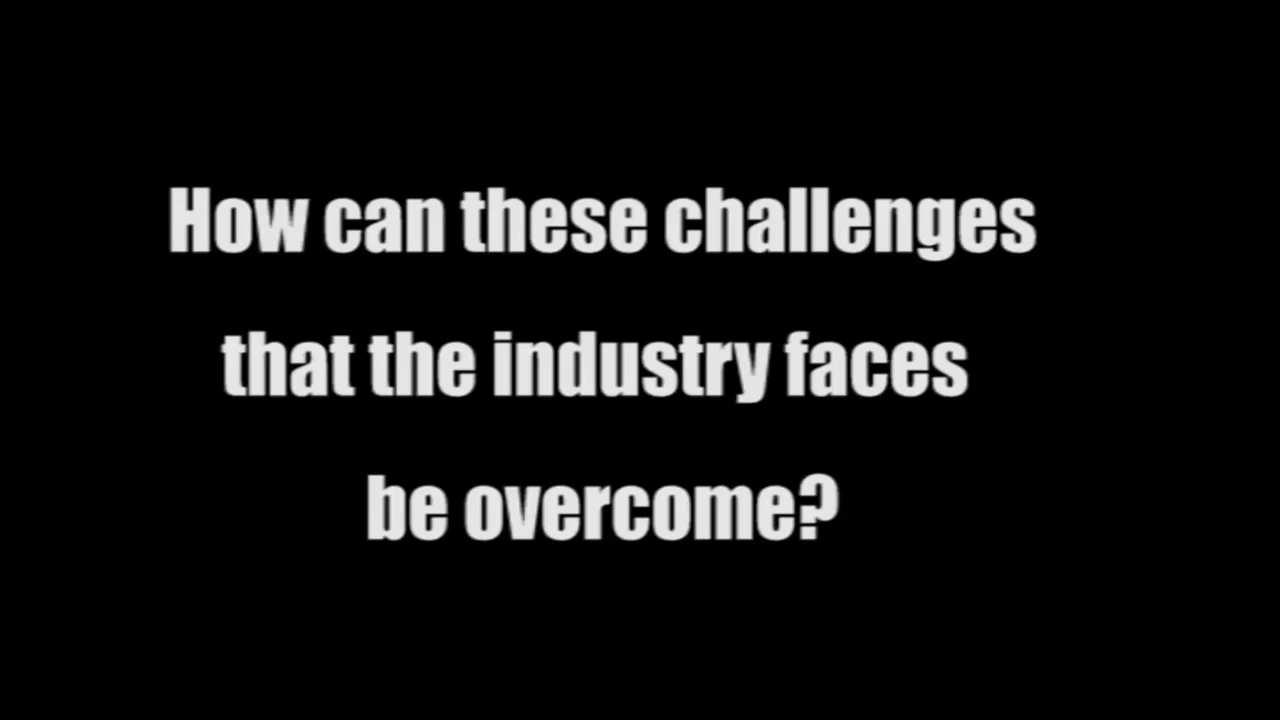 How can these challenges
that the industry faces
be overcome?